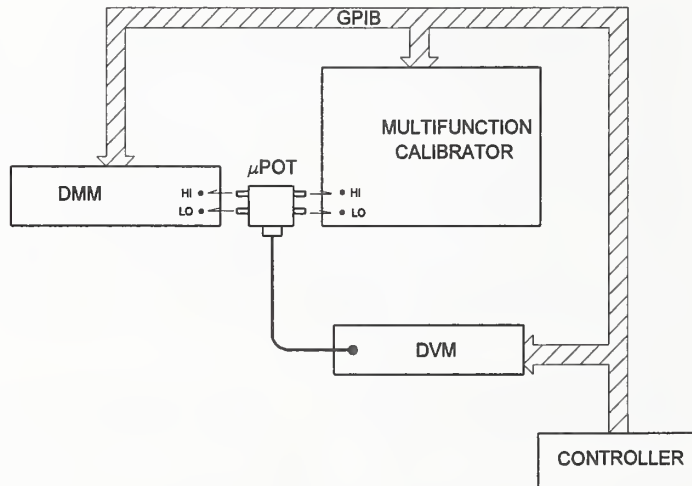 GPIB
MULTIFUNCTION
CALIBRATOR
μPOT
DMM
HI
LO
HI
LO
DVM
CONTROLLER